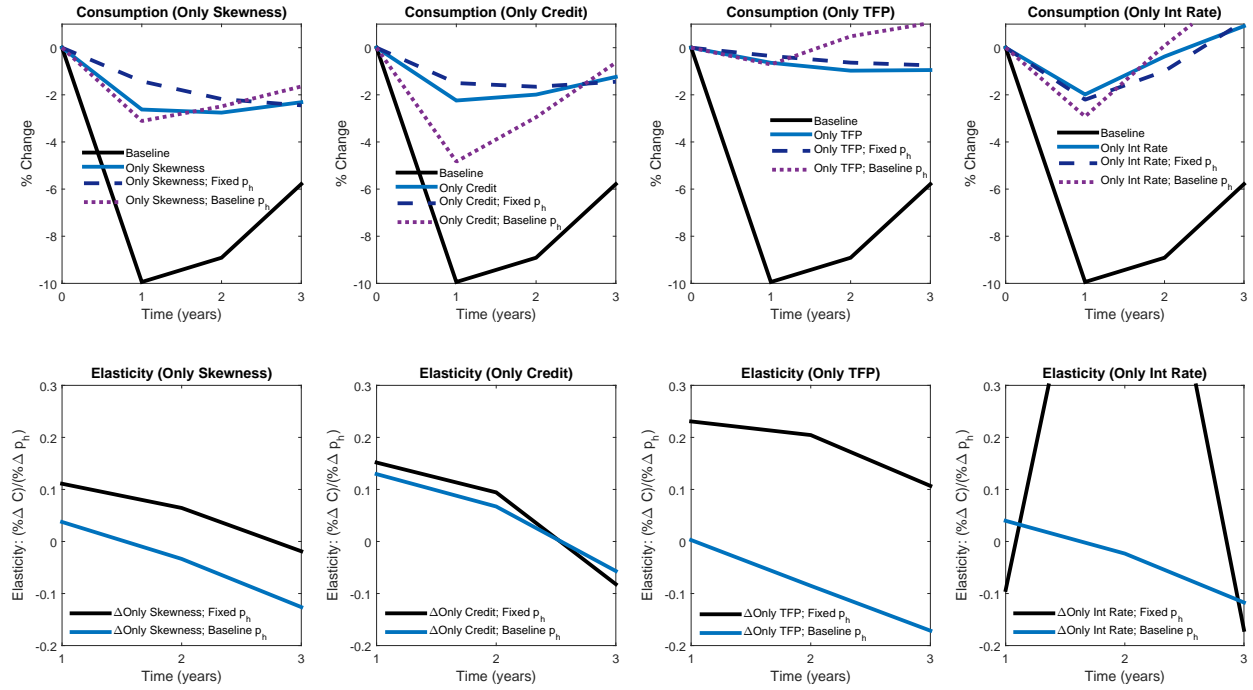 Consumption (Only Skewness)
0
-2
-4
-6
-8
-10
% Change
Baseline
Only Skewness
Only Skewness; Fixed p_h
Only Skewness; Baseline p_h
0 1 2 3
Time (years)
Consumption (Only Credit)
0
-2
-4
-6
-8
-10
% Change
Baseline
Only Credit
Only Credit; Fixed p_h
Only Credit; Baseline p_h
0 1 2 3
Time (years)
Consumption (Only TFP)
0
-2
-4
-6
-8
-10
% Change
Baseline
Only TFP
Only TFP; Fixed p_h
Only TFP; Baseline p_h
0 1 2 3
Time (years)
Consumption (Only Int Rate)
0
-2
-4
-6
-8
-10
% Change
Baseline
Only Int Rate
Only Int Rate; Fixed p_h
Only Int Rate; Baseline p_h
0 1 2 3
Time (years)
Elasticity (Only Skewness)
0.3
0.2
0.1
0
-0.1
-0.2
Elasticity: (%Δ C)/(%Δ p_h)
ΔOnly Skewness; Fixed p_h
ΔOnly Skewness; Baseline p_h
1 2 3
Time (years)
Elasticity (Only Credit)
0.3
0.2
0.1
0
-0.1
-0.2
Elasticity: (%Δ C)/(%Δ p_h)
ΔOnly Credit; Fixed p_h
ΔOnly Credit; Baseline p_h
1 2 3
Time (years)
Elasticity (Only TFP)
0.3
0.2
0.1
0
-0.1
-0.2
Elasticity: (%Δ C)/(%Δ p_h)
ΔOnly TFP; Fixed p_h
ΔOnly TFP; Baseline p_h
1 2 3
Time (years)
Elasticity (Only Int Rate)
0.3
0.2
0.1
0
-0.1
-0.2
Elasticity: (%Δ C)/(%Δ p_h)
ΔOnly Int Rate; Fixed p_h
ΔOnly Int Rate; Baseline p_h
1 2 3
Time (years)